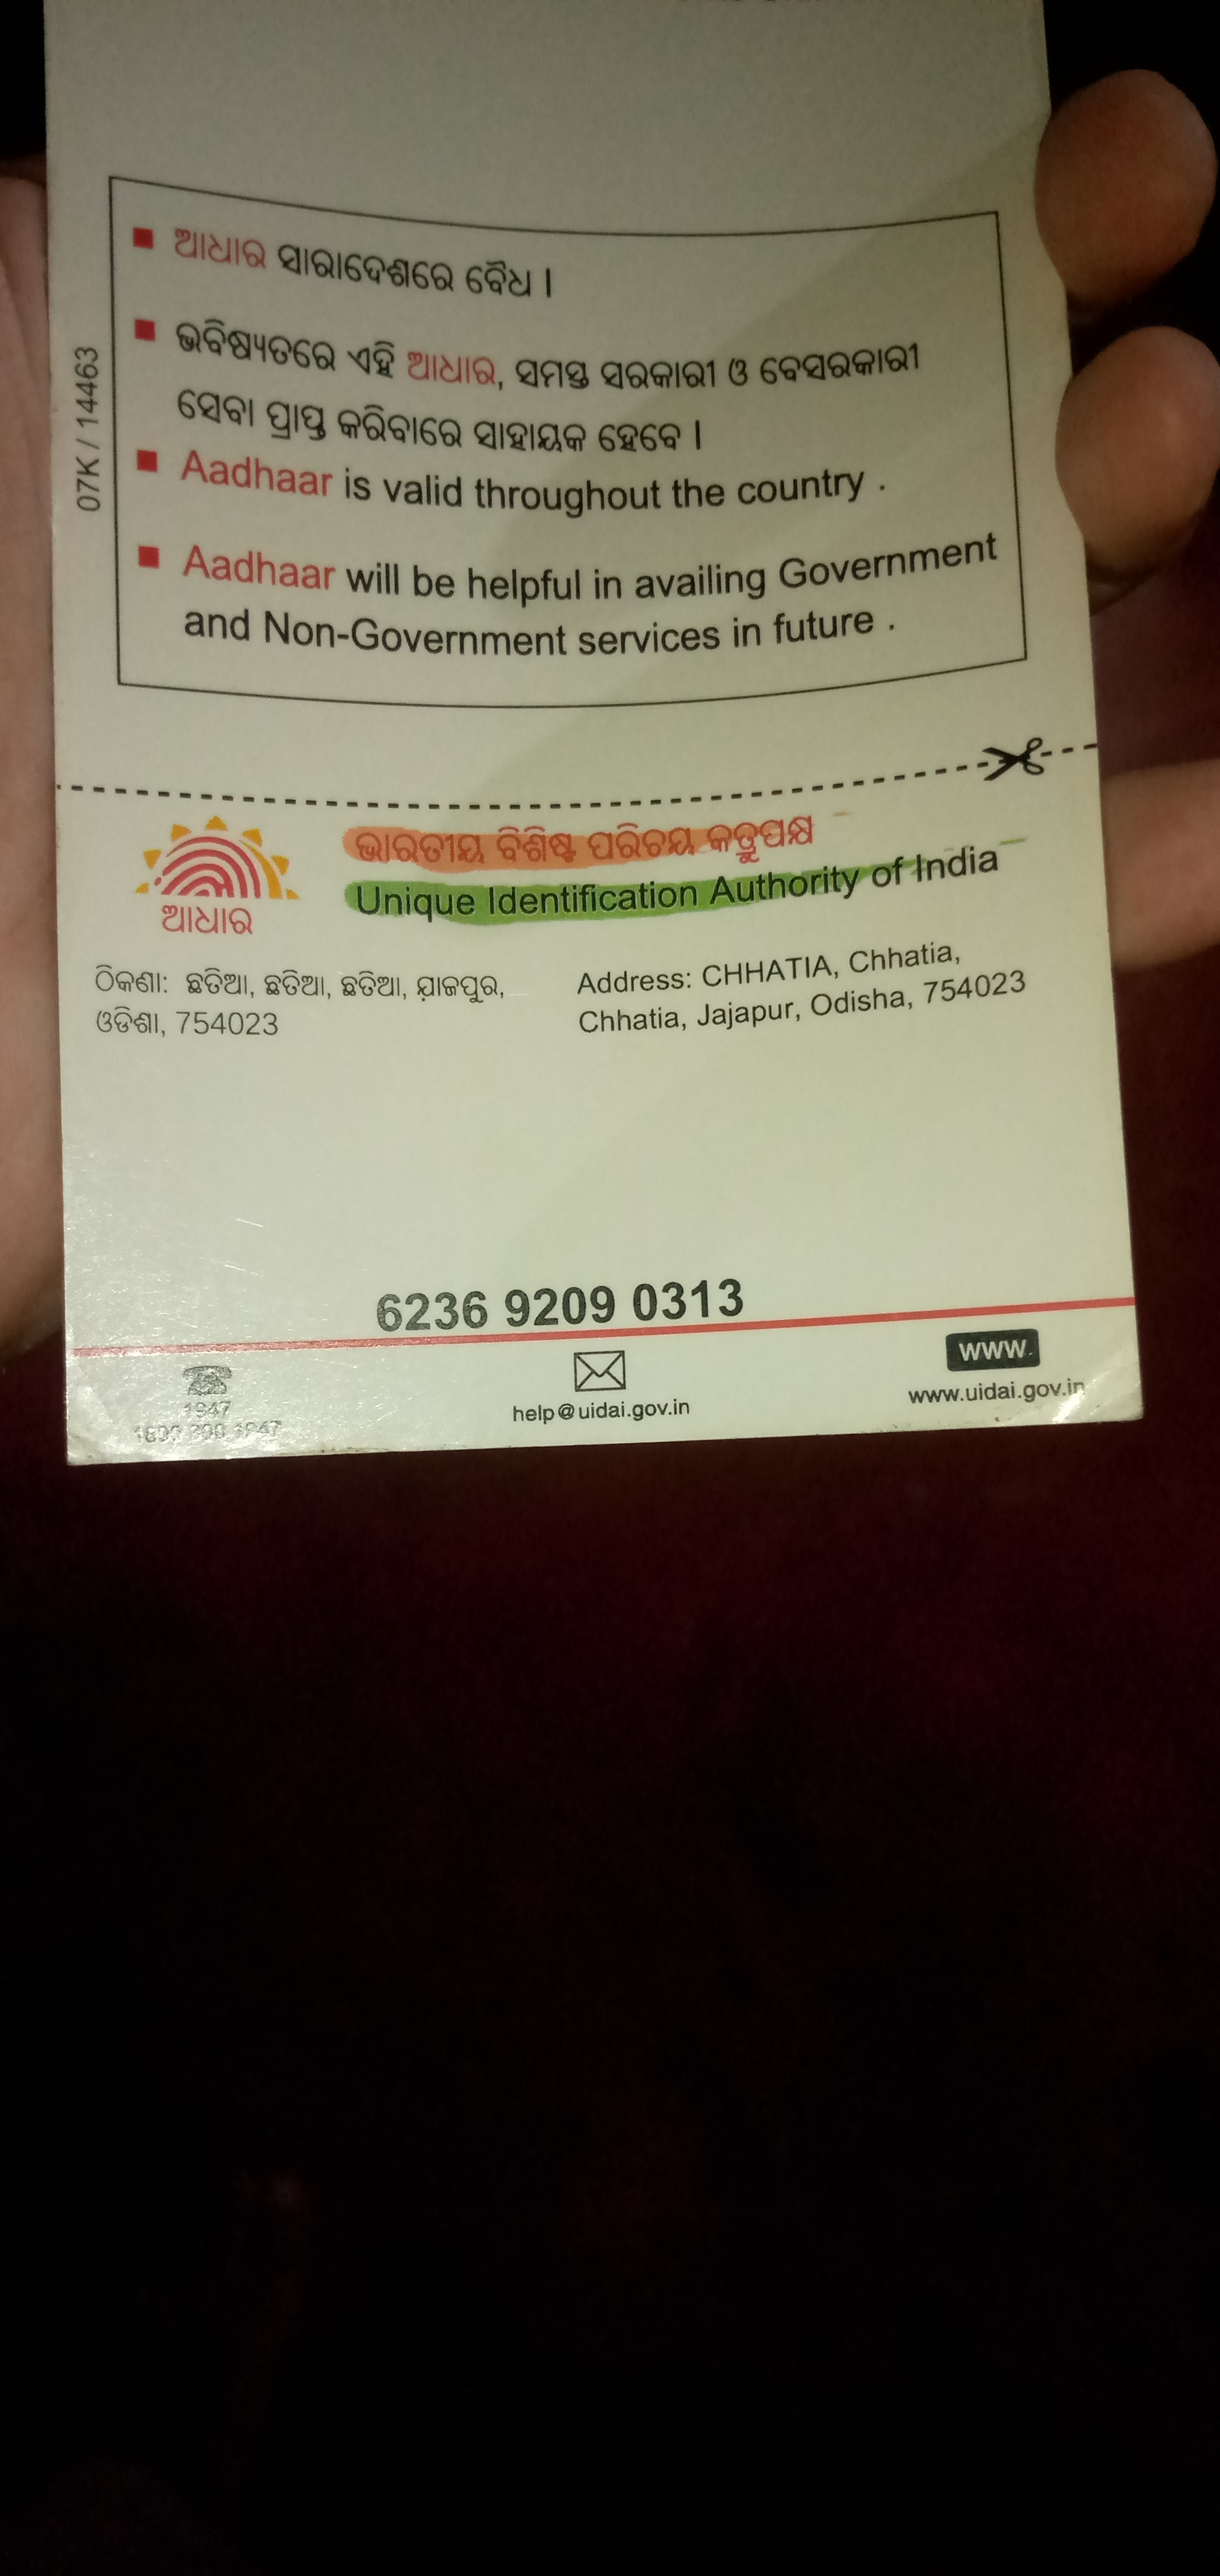 ଆଧାର ସାରାଦେଶରେ ବୈଧ ।
ଭବିଷ୍ୟତରେ ଏହି ଆଧାର, ସମସ୍ତ ସରକାରୀ ଓ ବେସରକାରୀ
ସେବା ପ୍ରାପ୍ତ କରିବାରେ ସାହାୟକ ହେବେ ।
Aadhaar is valid throughout the country .
Aadhaar will be helpful in availing Government
and Non-Government services in future .
07K / 14463
ଭାରତୀୟ ବିଶିଷ୍ଟ ପରିଚୟ କର୍ତ୍ତୃପକ୍ଷ
Unique Identification Authority of India
ଆଧାର
ଠିକଣା: ଛତିଆ, ଛତିଆ, ଛତିଆ, ଯାଜପୁର,
ଓଡିଶା, 754023
Address: CHHATIA, Chhatia,
Chhatia, Jajapur, Odisha, 754023
6236 9209 0313
1947
help@uidai.gov.in
www.
www.uidai.gov.in